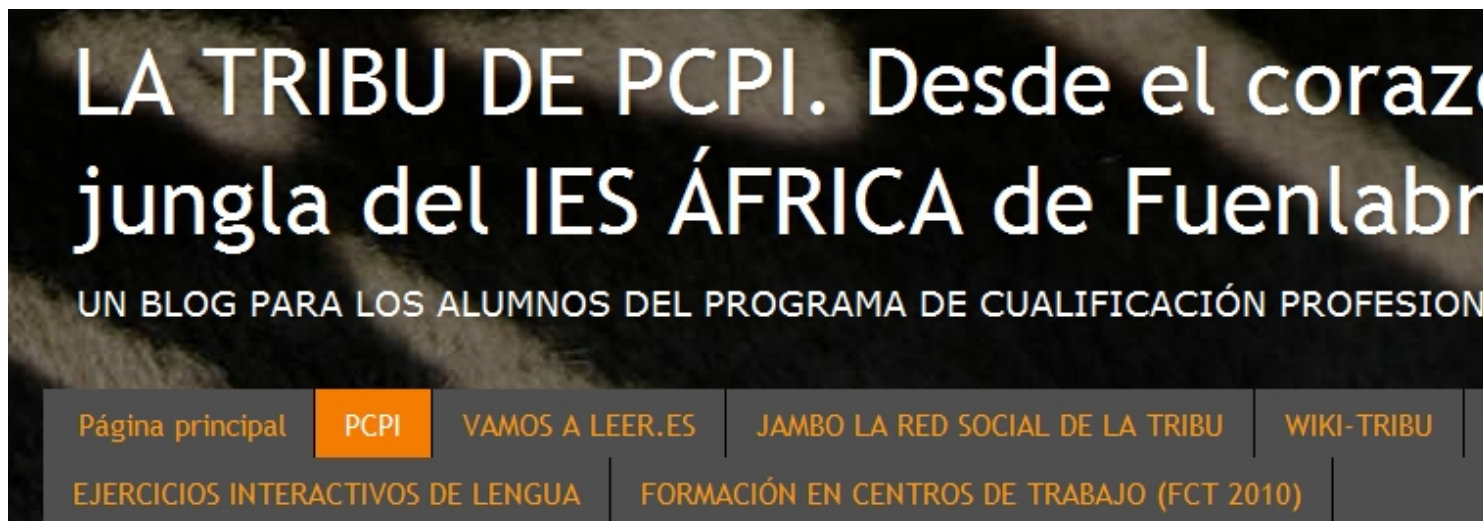 LA TRIBU DE PCPI. Desde el corazo
jungla del IES ÁFRICA de Fuenlabr
UN BLOG PARA LOS ALUMNOS DEL PROGRAMA DE CUALIFICACIÓN PROFESION
Página principal PCPI VAMOS A LEER.ES JAMBO LA RED SOCIAL DE LA TRIBU WIKI-TRIBU
EJERCICIOS INTERACTIVOS DE LENGUA FORMACIÓN EN CENTROS DE TRABAJO (FCT 2010)